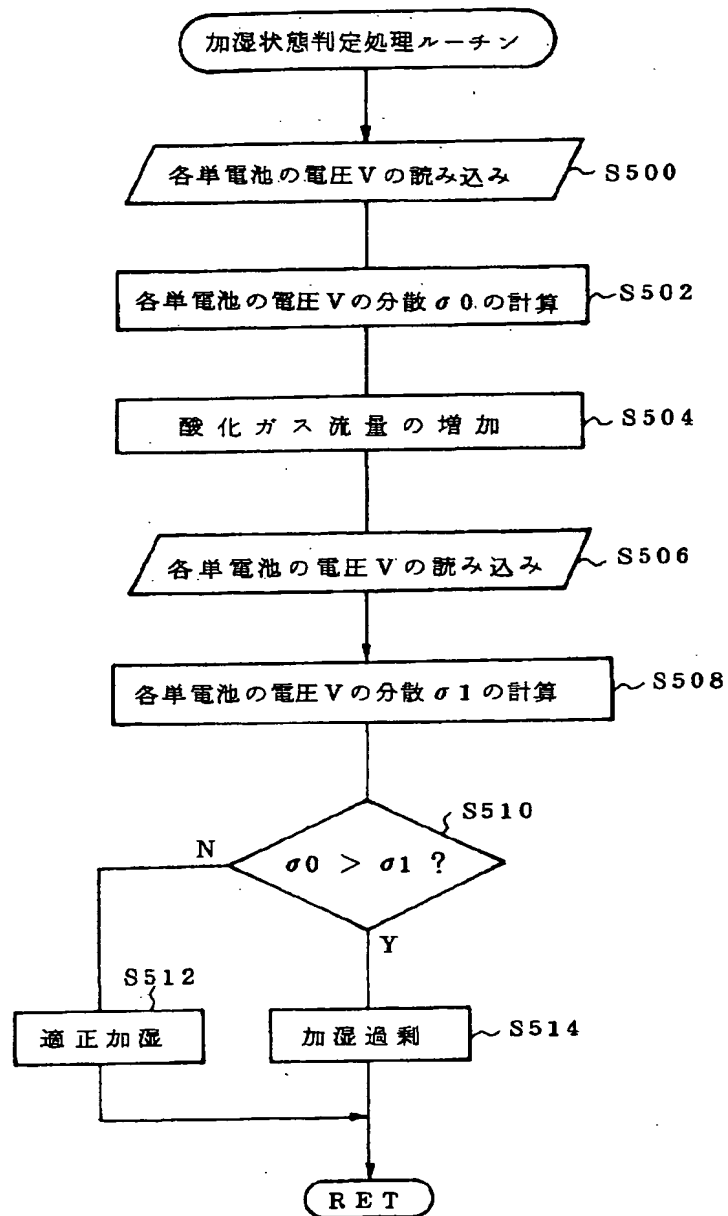 加湿状態判定処理ルーチン
各単電池の電圧Vの読み込み
S500
各単電池の電圧Vの分散σ0の計算
S502
酸化ガス流量の増加
S504
各単電池の電圧Vの読み込み
S506
各単電池の電圧Vの分散σ1の計算
S508
S510
N
σ0 > σ1 ?
Y
S512
適正加湿
加湿過剰
S514
RET